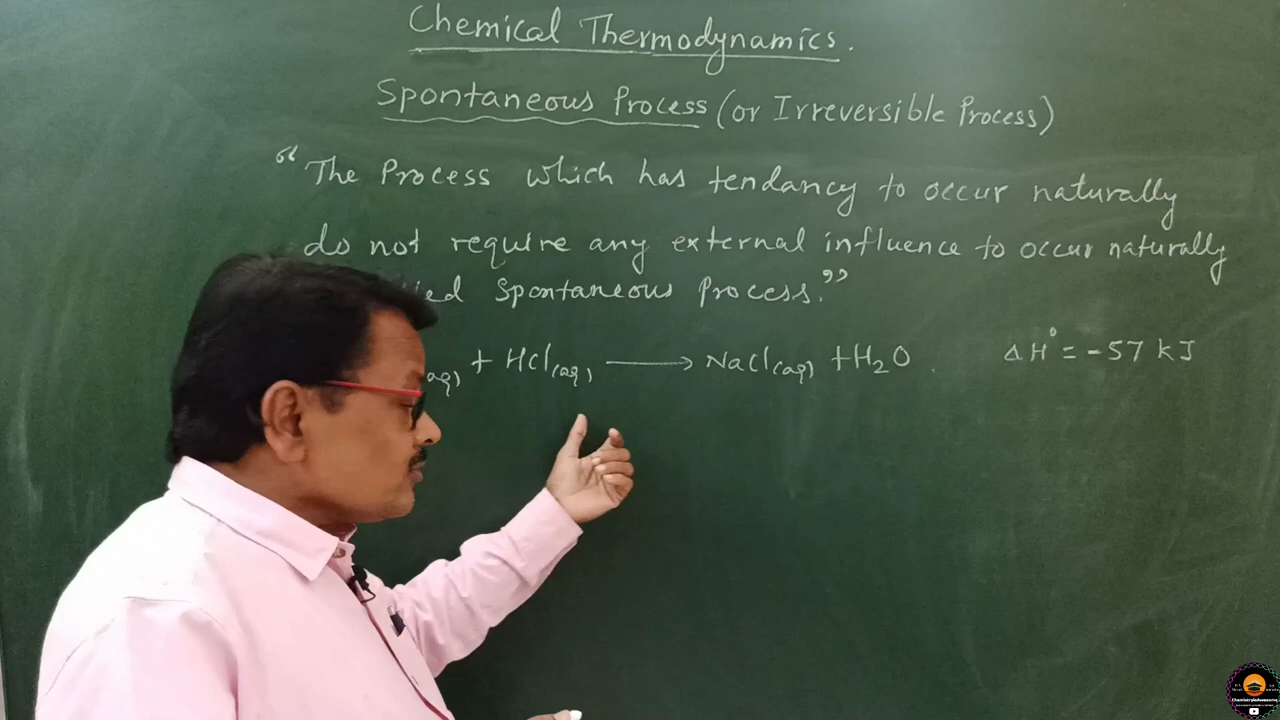 Chemical Thermodynamics.
Spontaneous Process (or Irreversible Process)
“The Process which has tendancy to occur naturally
do not require any external influence to occur naturally
Spontaneous Process.”
(aq) + HCl(aq) ⟶ NaCl(aq) + H₂O. ΔH° = -57 kJ